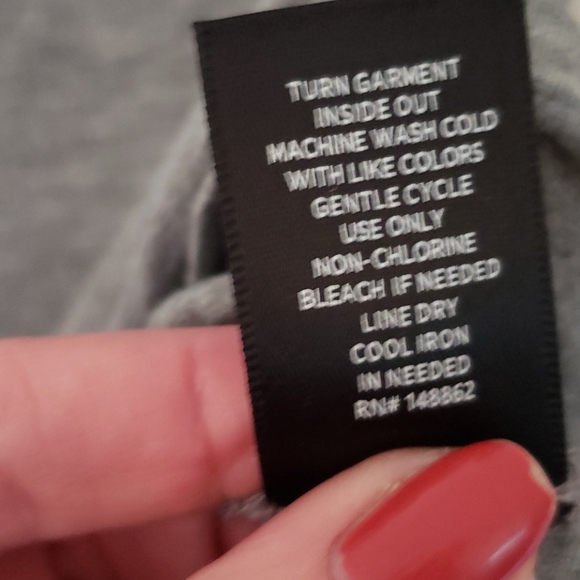 TURN GARMENT
INSIDE OUT
MACHINE WASH COLD
WITH LIKE COLORS
GENTLE CYCLE
USE ONLY
NON-CHLORINE
BLEACH IF NEEDED
LINE DRY
COOL IRON
IN NEEDED
RN# 148862